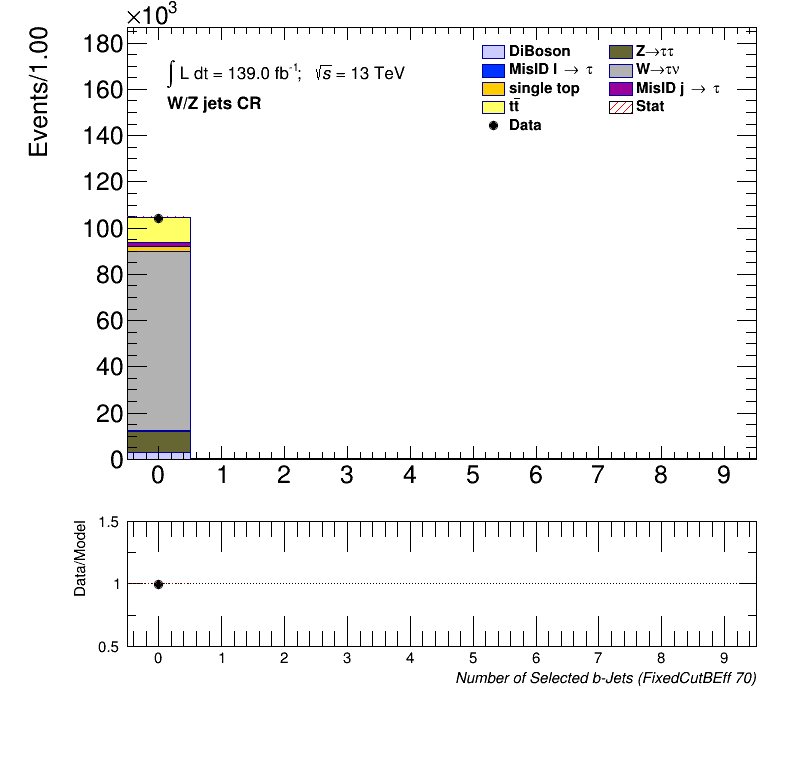 ×10³
Events/1.00
180
160
140
120
100
80
60
40
20
0
∫ L dt = 139.0 fb⁻¹; √s = 13 TeV
W/Z jets CR
DiBoson
Z→ττ
MisID l → τ
W→τν
single top
MisID j → τ
tt̄
Stat
Data
0 1 2 3 4 5 6 7 8 9
Data/Model
1.5
1
0.5
0 1 2 3 4 5 6 7 8 9
Number of Selected b-Jets (FixedCutBEff 70)